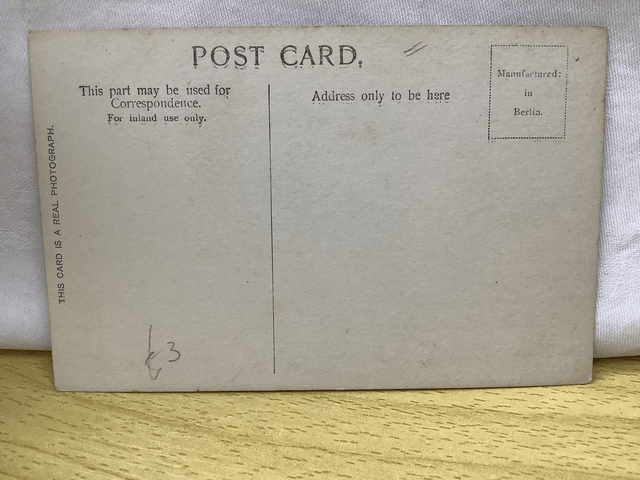 POST CARD.
This part may be used for
Correspondence.
For inland use only.
Address only to be here
Manufactured:
in
Berlin.
THIS CARD IS A REAL PHOTOGRAPH.
£3